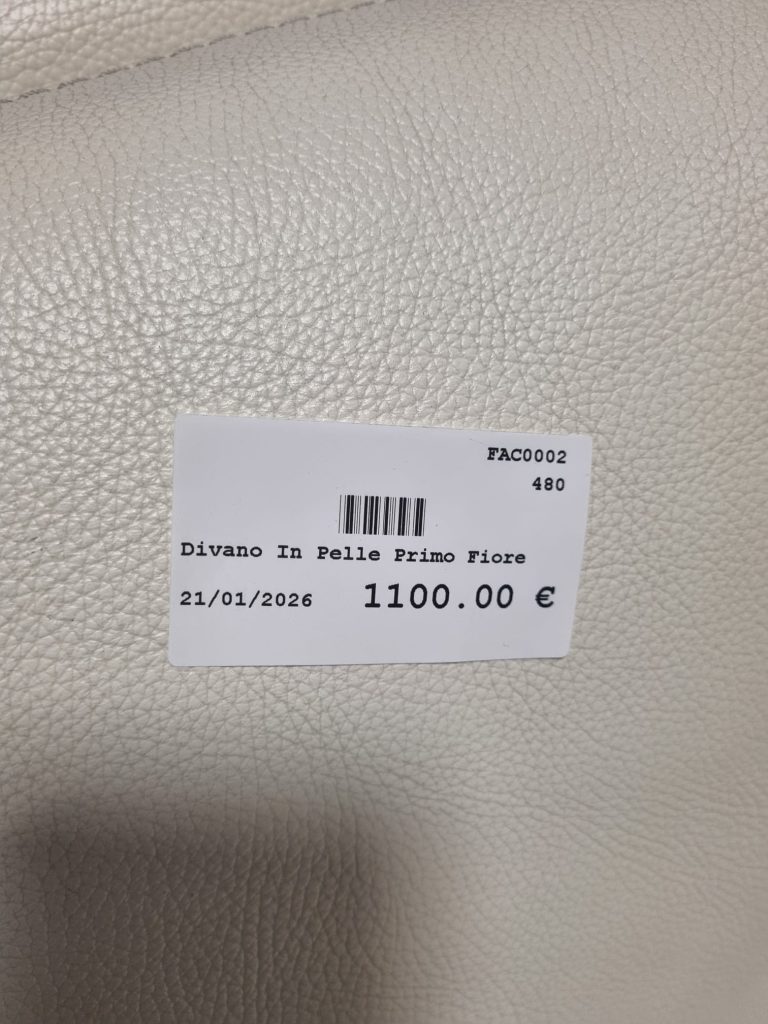 FAC0002
480
Divano In Pelle Primo Fiore
21/01/2026 1100.00 €